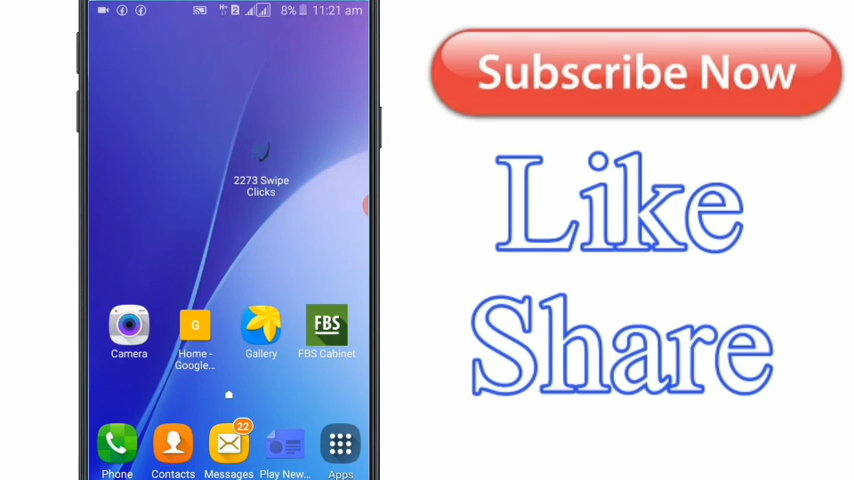 8% 11:21 am
2273 Swipe
Clicks
G
FBS
Camera
Home -
Google...
Gallery
FBS Cabinet
22
Phone
Contacts
Messages
Play New...
Apps
Subscribe Now
Like
Share